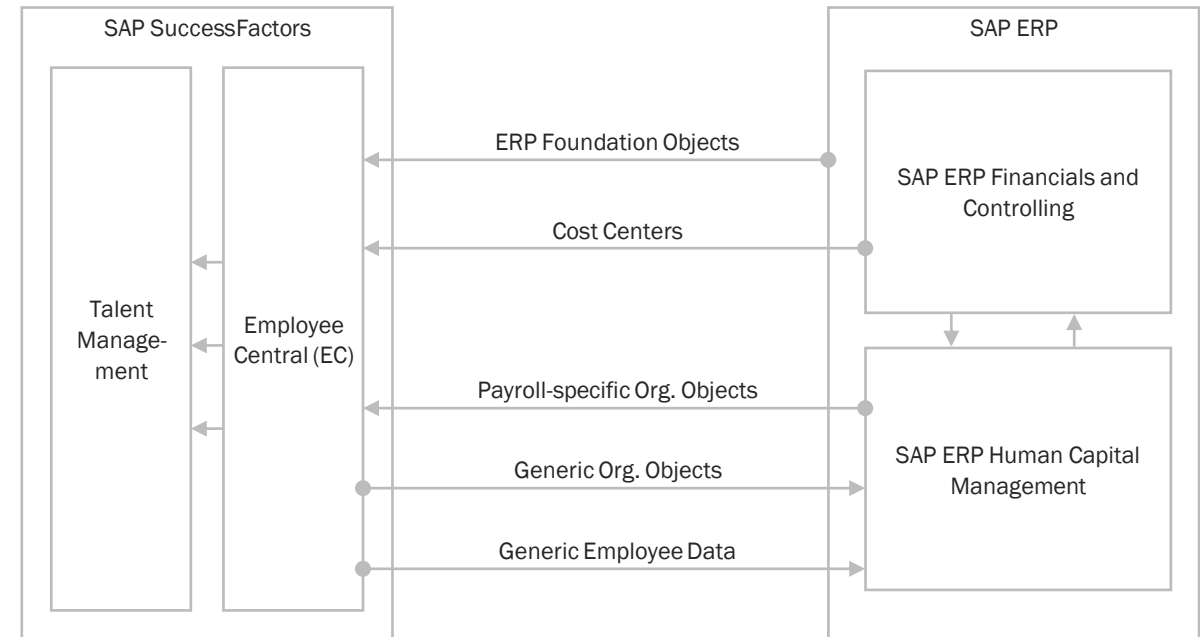 SAP SuccessFactors
SAP ERP
ERP Foundation Objects
SAP ERP Financials and
Controlling
Cost Centers
Talent
Manage-
ment
Employee
Central (EC)
Payroll-specific Org. Objects
SAP ERP Human Capital
Management
Generic Org. Objects
Generic Employee Data